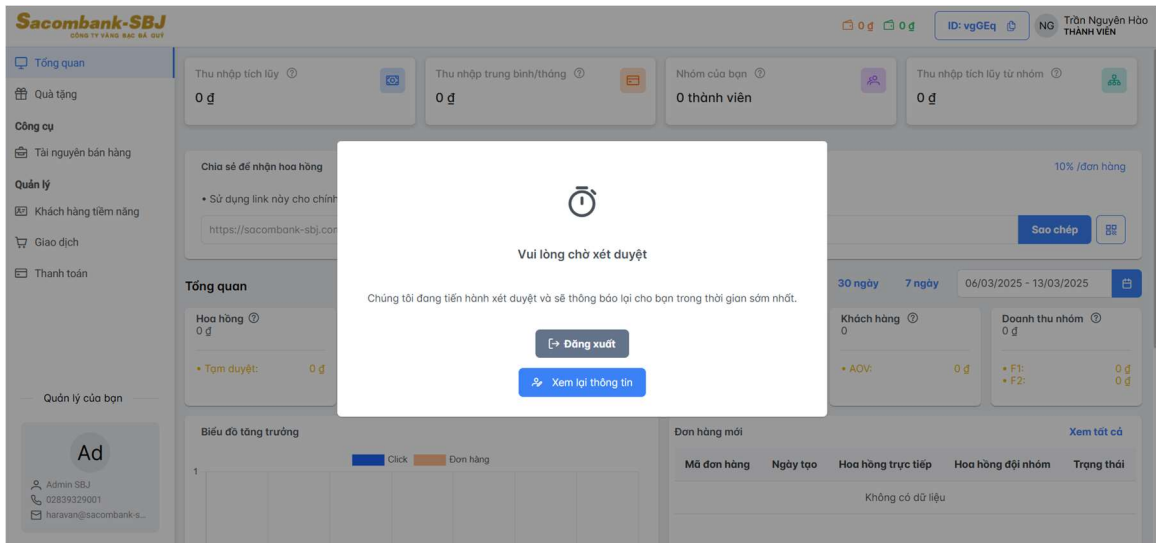 Sacombank-SBJ
CÔNG TY VÀNG BẠC ĐÁ QUÝ
0 ₫ 0 ₫ ID: vgGEq NG Trần Nguyên Hào
THÀNH VIÊN
Tổng quan
Quà tặng
Công cụ
Tài nguyên bán hàng
Quản lý
Khách hàng tiềm năng
Giao dịch
Thanh toán
Quản lý của bạn
Ad
Admin SBJ
02839329001
haravan@sacombank-s...
Thu nhập tích lũy
0 ₫
Thu nhập trung bình/tháng
0 ₫
Nhóm của bạn
0 thành viên
Thu nhập tích lũy từ nhóm
0 ₫
Chia sẻ để nhận hoa hồng
10% /đơn hàng
• Sử dụng link này cho chính
https://sacombank-sbj.com
Sao chép
Vui lòng chờ xét duyệt
Chúng tôi đang tiến hành xét duyệt và sẽ thông báo lại cho bạn trong thời gian sớm nhất.
Đăng xuất
Xem lại thông tin
Tổng quan
30 ngày 7 ngày 06/03/2025 - 13/03/2025
Hoa hồng
0 ₫
• Tạm duyệt: 0 ₫
Khách hàng
0
• AOV: 0 ₫
Doanh thu nhóm
0 ₫
• F1: 0 ₫
• F2: 0 ₫
Biểu đồ tăng trưởng
Click Đơn hàng
1
Đơn hàng mới
Xem tất cả
Mã đơn hàng Ngày tạo Hoa hồng trực tiếp Hoa hồng đội nhóm Trạng thái
Không có dữ liệu